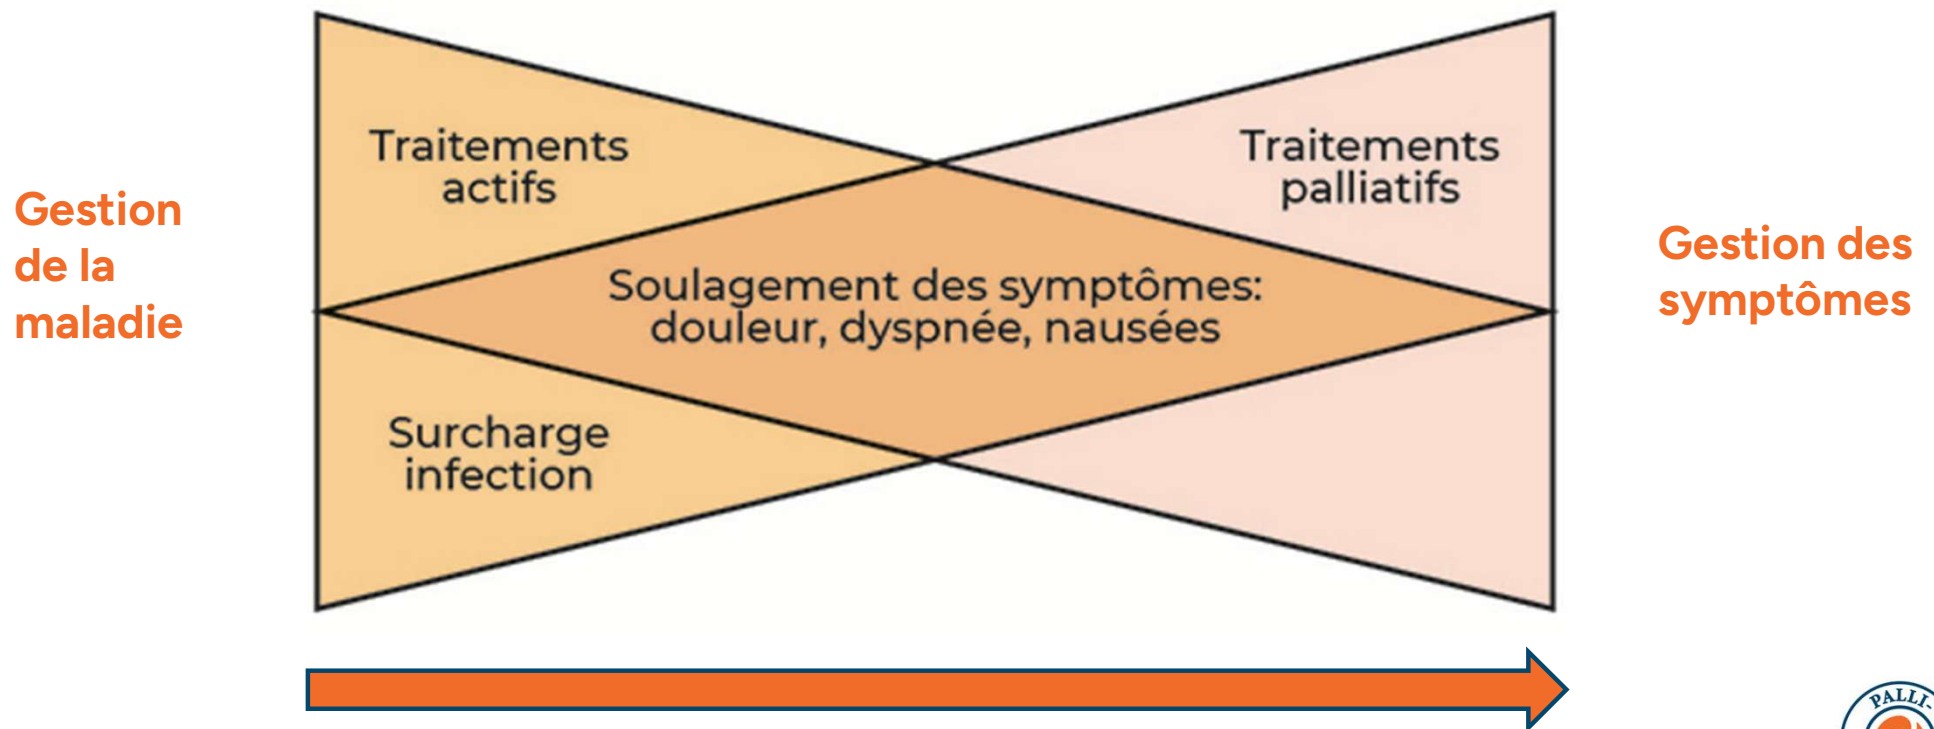 Gestion
de la
maladie
Traitements
actifs
Surcharge
infection
Soulagement des symptômes:
douleur, dyspnée, nausées
Traitements
palliatifs
Gestion des
symptômes
PALLI-